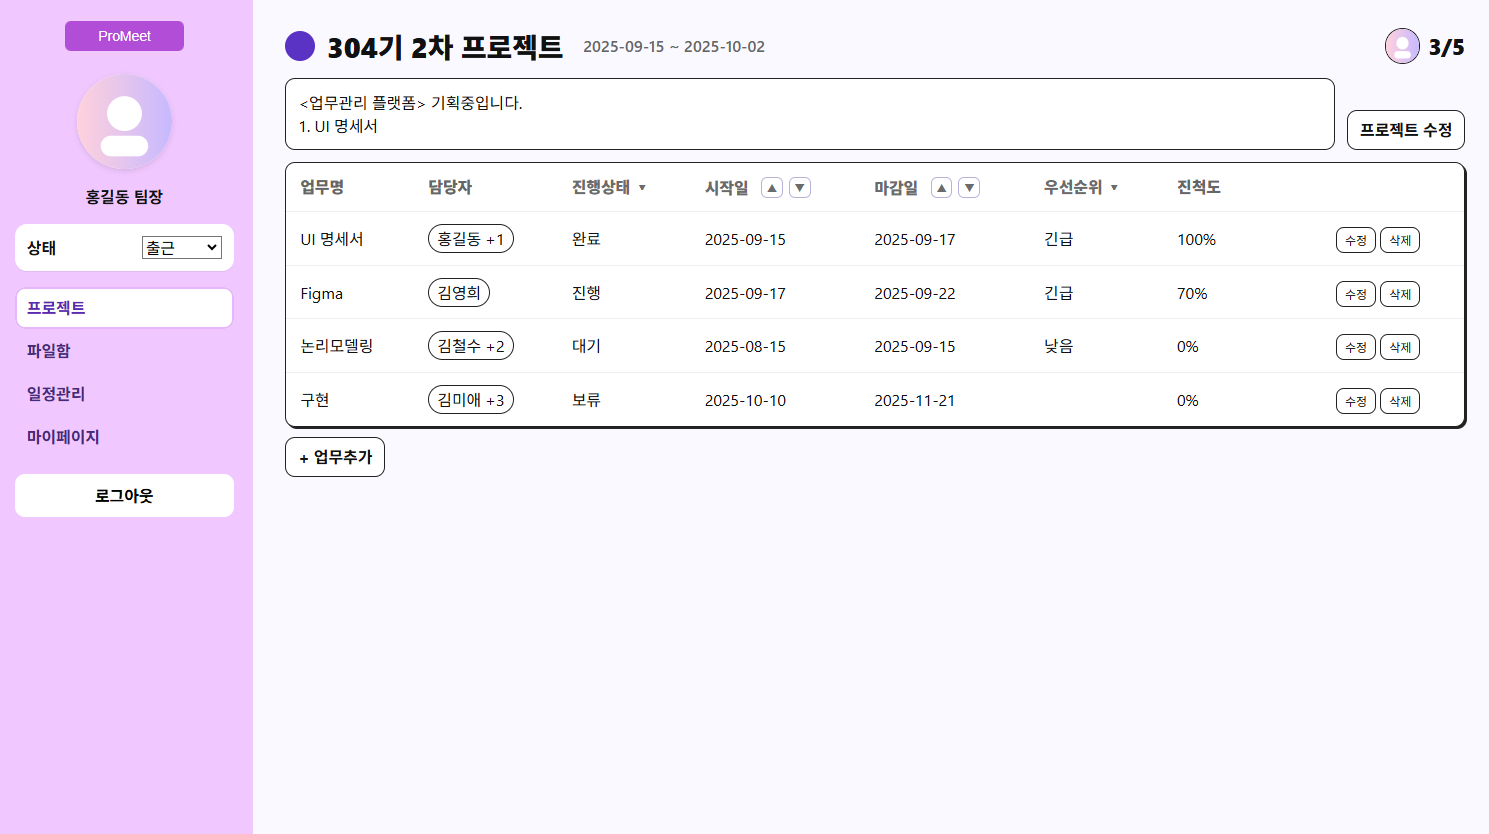 ProMeet
홍길동 팀장
상태 출근
프로젝트
파일함
일정관리
마이페이지
로그아웃
304기 2차 프로젝트 2025-09-15 ~ 2025-10-02 3/5
<업무관리 플랫폼> 기획중입니다.
1. UI 명세서
프로젝트 수정
업무명 담당자 진행상태 ▼ 시작일 ▲ ▼ 마감일 ▲ ▼ 우선순위 ▼ 진척도
UI 명세서 홍길동 +1 완료 2025-09-15 2025-09-17 긴급 100% 수정 삭제
Figma 김영희 진행 2025-09-17 2025-09-22 긴급 70% 수정 삭제
논리모델링 김철수 +2 대기 2025-08-15 2025-09-15 낮음 0% 수정 삭제
구현 김미애 +3 보류 2025-10-10 2025-11-21 0% 수정 삭제
+ 업무추가